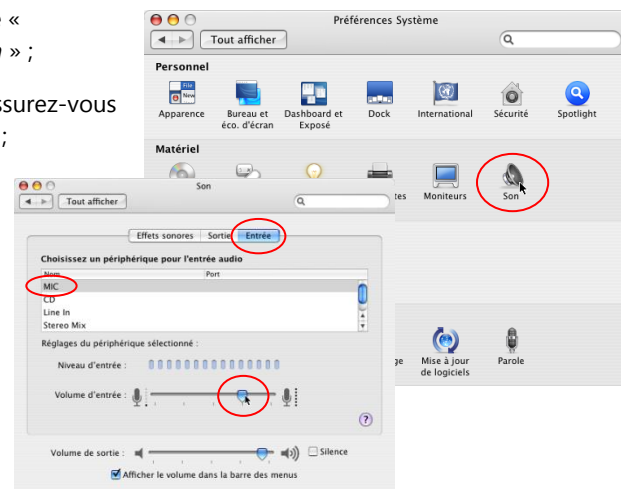 «
» ;
ssurez-vous
;
Préférences Système
Tout afficher
Personnel
File
New
Apparence
Bureau et
éco. d'écran
Dashboard et
Exposé
Dock
International
Sécurité
Spotlight
Matériel
Moniteurs
Son
Mise à jour
de logiciels
Parole
Son
Tout afficher
Effets sonores
Sortie
Entrée
Choisissez un périphérique pour l'entrée audio
Nom
Port
MIC
CD
Line In
Stereo Mix
Réglages du périphérique sélectionné :
Niveau d'entrée :
Volume d'entrée :
?
Volume de sortie :
Silence
Afficher le volume dans la barre des menus